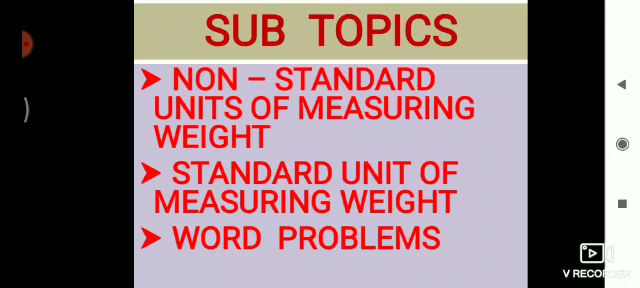 SUB TOPICS
➤ NON – STANDARD
UNITS OF MEASURING
WEIGHT
➤ STANDARD UNIT OF
MEASURING WEIGHT
➤ WORD PROBLEMS
V RECORDER